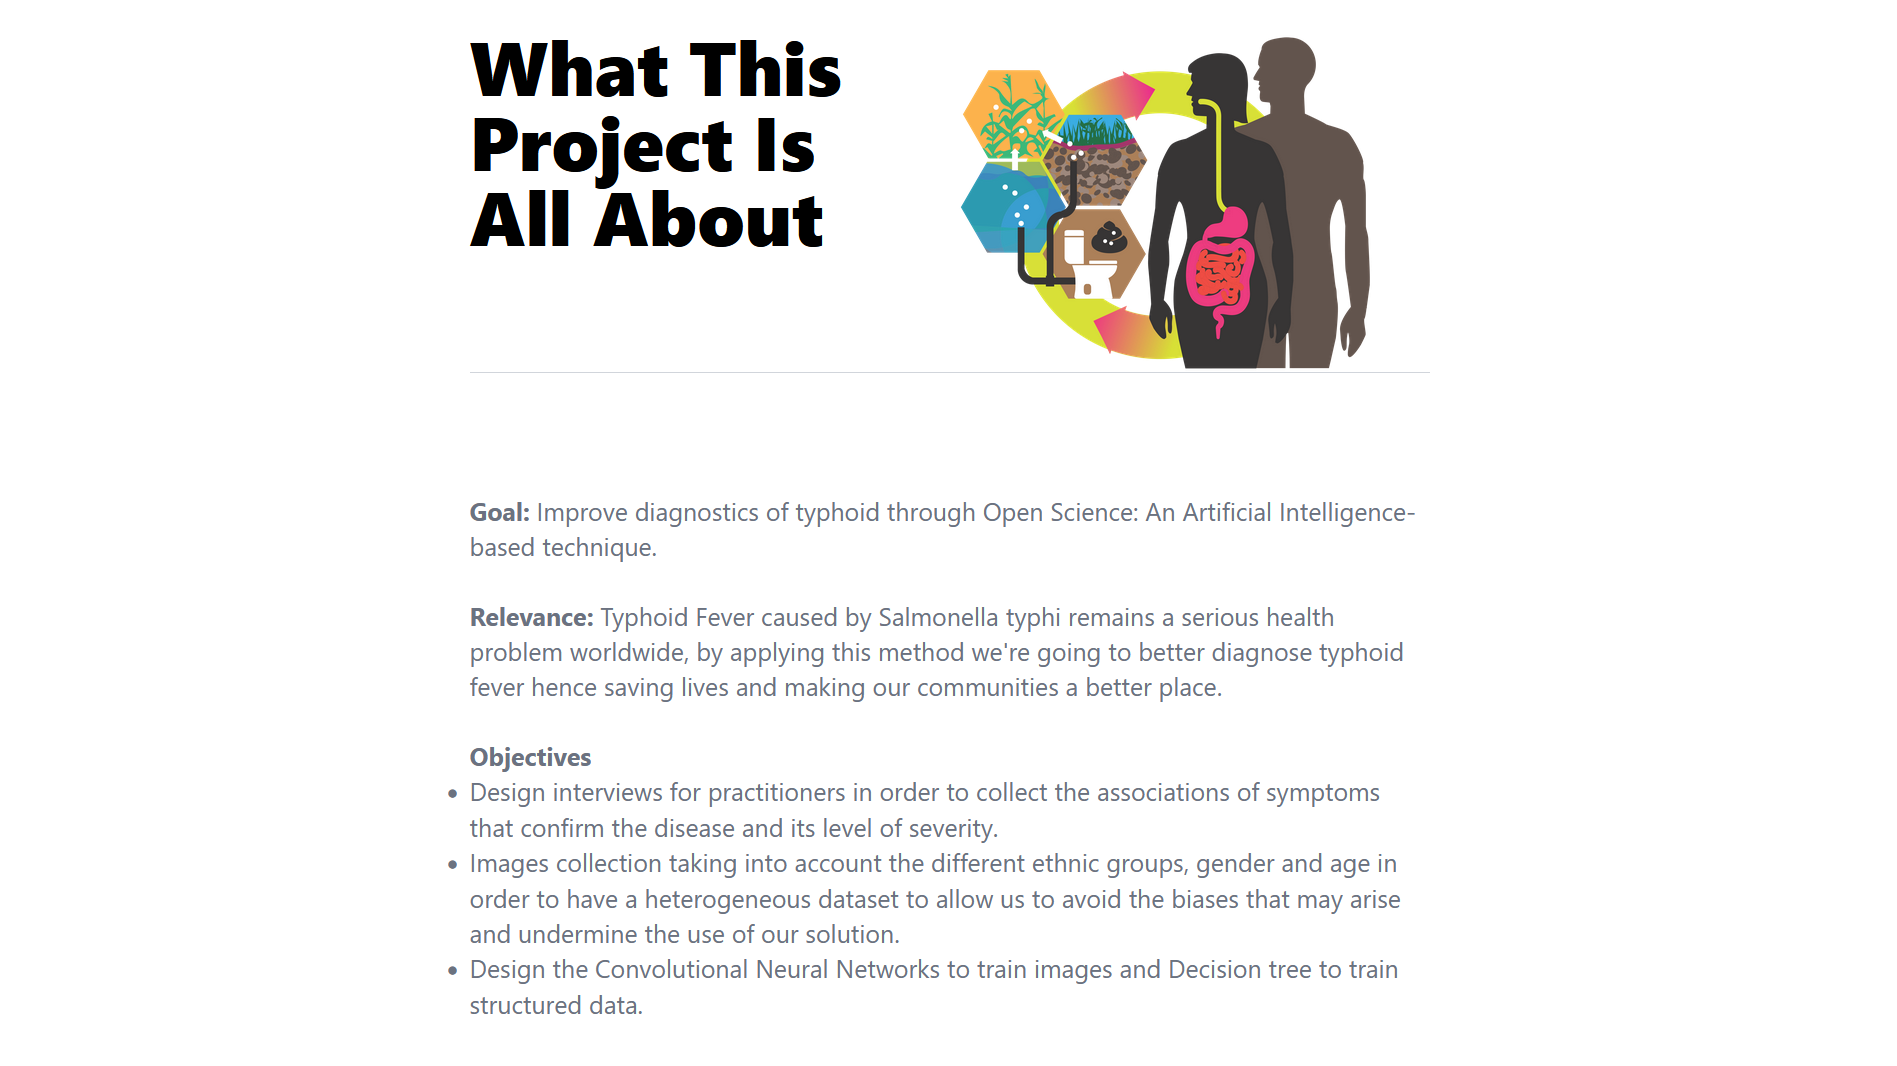 What This
Project Is
All About
Goal: Improve diagnostics of typhoid through Open Science: An Artificial Intelligence-
based technique.
Relevance: Typhoid Fever caused by Salmonella typhi remains a serious health
problem worldwide, by applying this method we're going to better diagnose typhoid
fever hence saving lives and making our communities a better place.
Objectives
• Design interviews for practitioners in order to collect the associations of symptoms
that confirm the disease and its level of severity.
• Images collection taking into account the different ethnic groups, gender and age in
order to have a heterogeneous dataset to allow us to avoid the biases that may arise
and undermine the use of our solution.
• Design the Convolutional Neural Networks to train images and Decision tree to train
structured data.